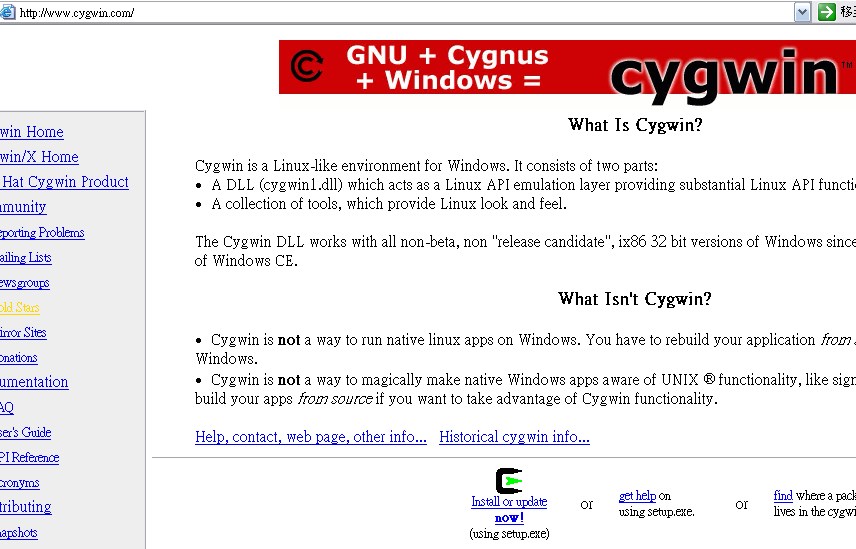 http://www.cygwin.com/
移至
GNU + Cygnus
+ Windows =
cygwin™
win Home
win/X Home
Hat Cygwin Product
mmunity
eporting Problems
ailing Lists
ewsgroups
old Stars
irror Sites
onations
umentation
AQ
ser's Guide
PI Reference
cronyms
tributing
napshots
What Is Cygwin?
Cygwin is a Linux-like environment for Windows. It consists of two parts:
• A DLL (cygwin1.dll) which acts as a Linux API emulation layer providing substantial Linux API functi
• A collection of tools, which provide Linux look and feel.
The Cygwin DLL works with all non-beta, non "release candidate", ix86 32 bit versions of Windows since
of Windows CE.
What Isn't Cygwin?
• Cygwin is not a way to run native linux apps on Windows. You have to rebuild your application from
Windows.
• Cygwin is not a way to magically make native Windows apps aware of UNIX ® functionality, like sign
build your apps from source if you want to take advantage of Cygwin functionality.
Help, contact, web page, other info... Historical cygwin info...
Install or update
now!
(using setup.exe)
or
get help on
using setup.exe.
or
find where a pack
lives in the cygwi